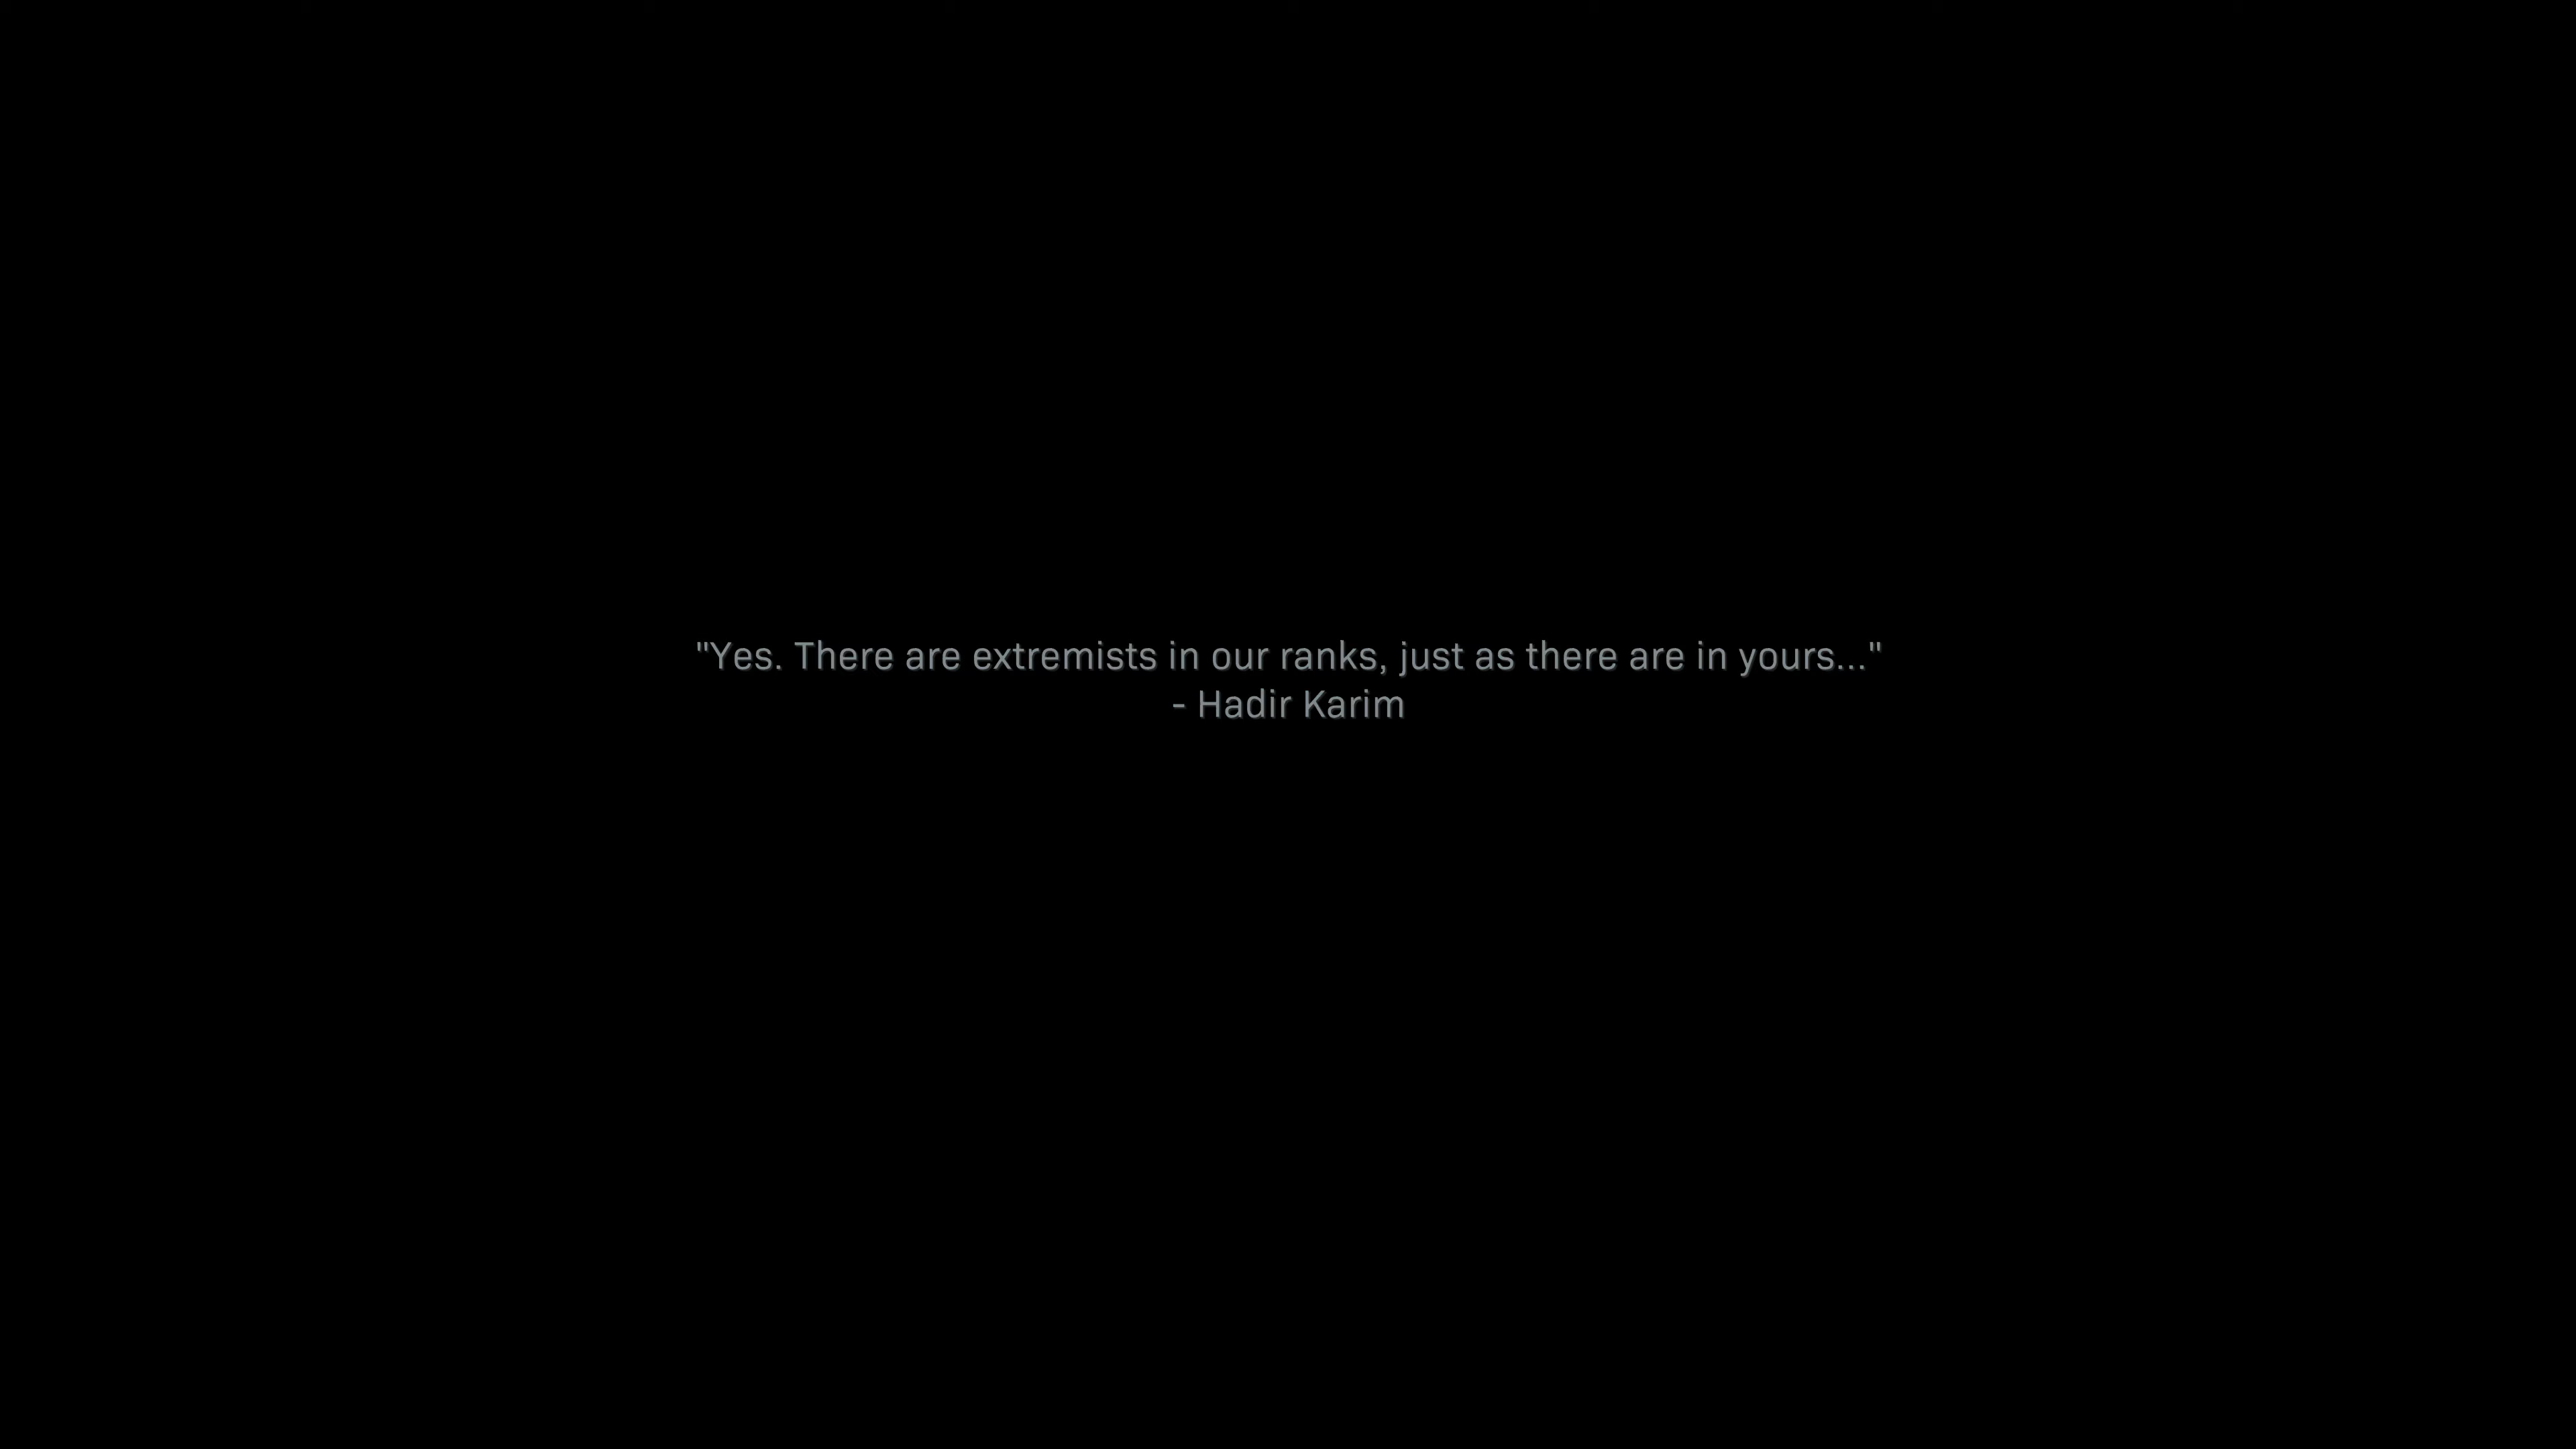 "Yes. There are extremists in our ranks, just as there are in yours..."
- Hadir Karim